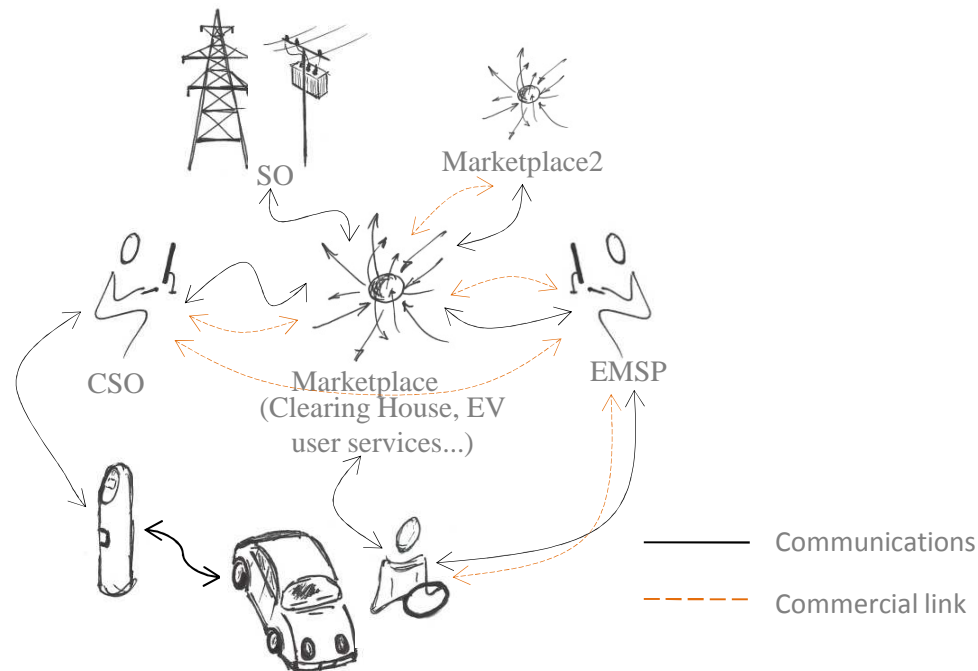 SO
Marketplace2
CSO
Marketplace
(Clearing House, EV
user services...)
EMSP
Communications
Commercial link